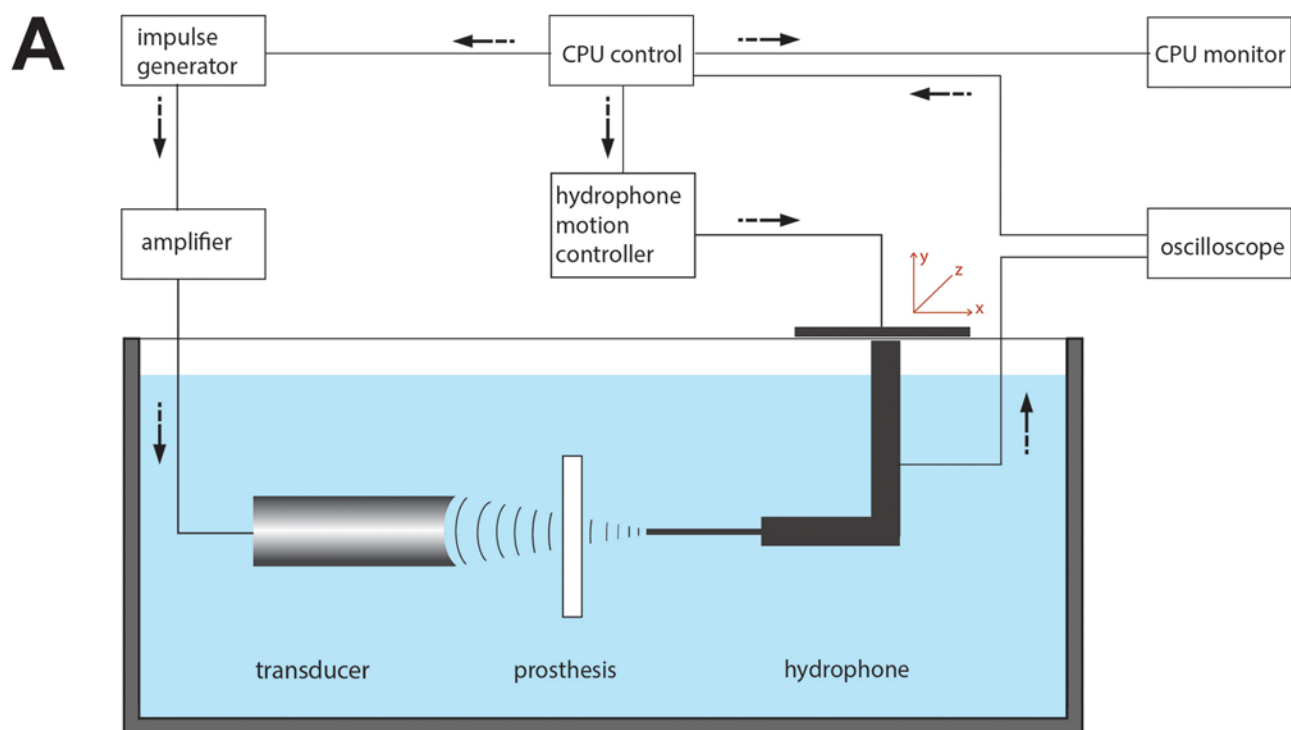 A
impulse
generator
CPU control
CPU monitor
hydrophone
motion
controller
amplifier
oscilloscope
y
z
x
transducer
prosthesis
hydrophone